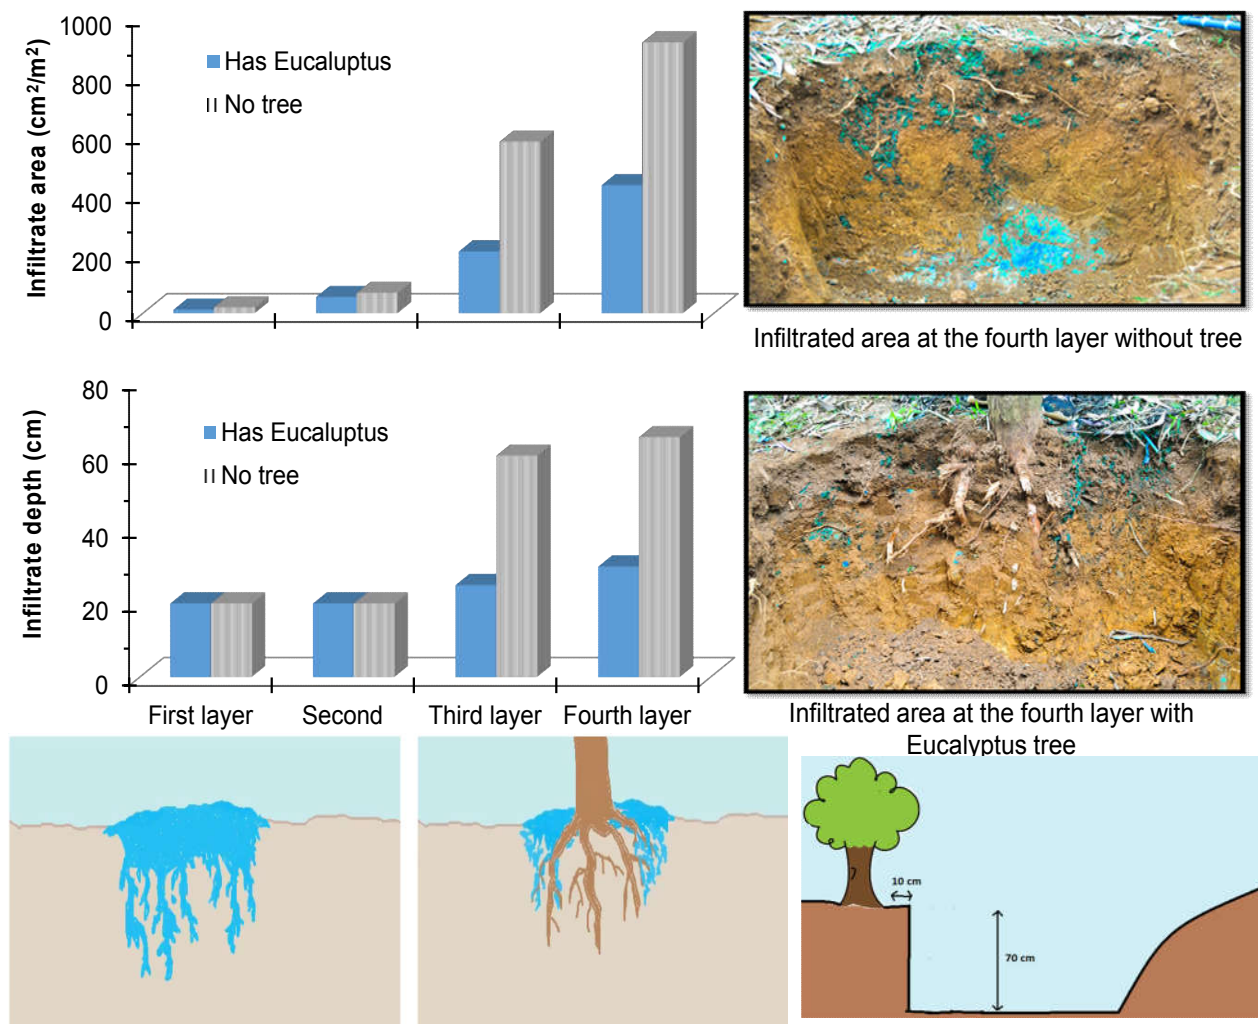 Infiltrate area (cm²/m²)
1000
800
600
400
200
0
Has Eucaluptus
No tree
Infiltrated area at the fourth layer without tree
Infiltrate depth (cm)
80
60
40
20
0
Has Eucaluptus
No tree
First layer
Second
Third layer
Fourth layer
Infiltrated area at the fourth layer with
Eucalyptus tree
10 cm
70 cm